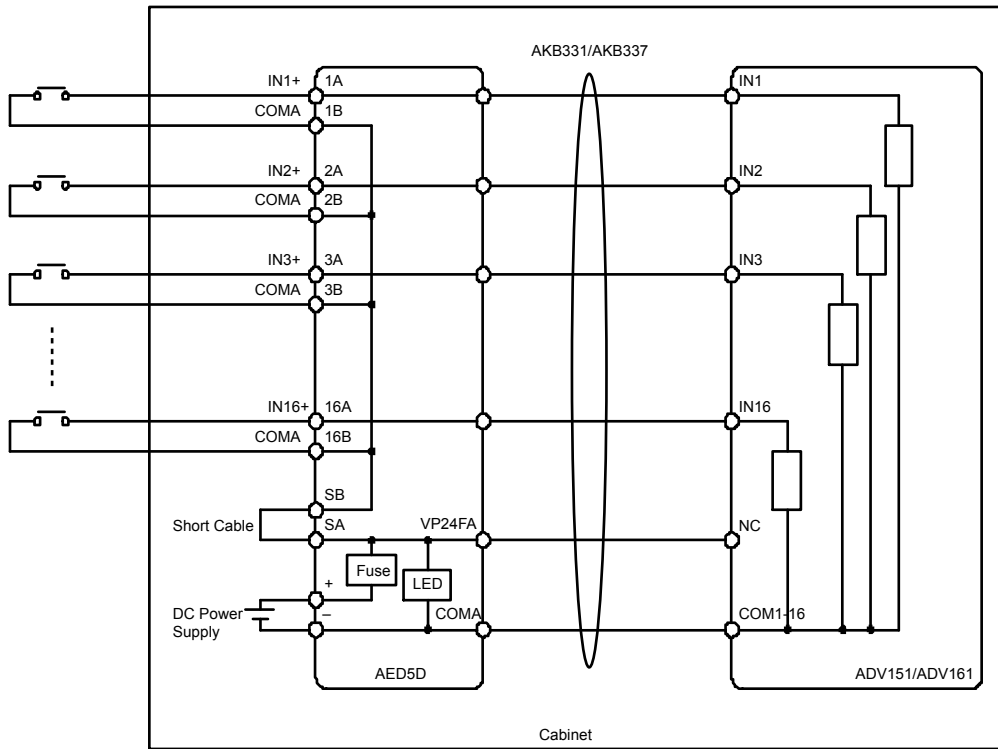 AKB331/AKB337
IN1+ 1A IN1
COMA 1B
IN2+ 2A IN2
COMA 2B
IN3+ 3A IN3
COMA 3B
IN16+ 16A IN16
COMA 16B
SB
Short Cable SA VP24FA NC
Fuse LED
+
DC Power – COMA COM1-16
Supply
AED5D ADV151/ADV161
Cabinet